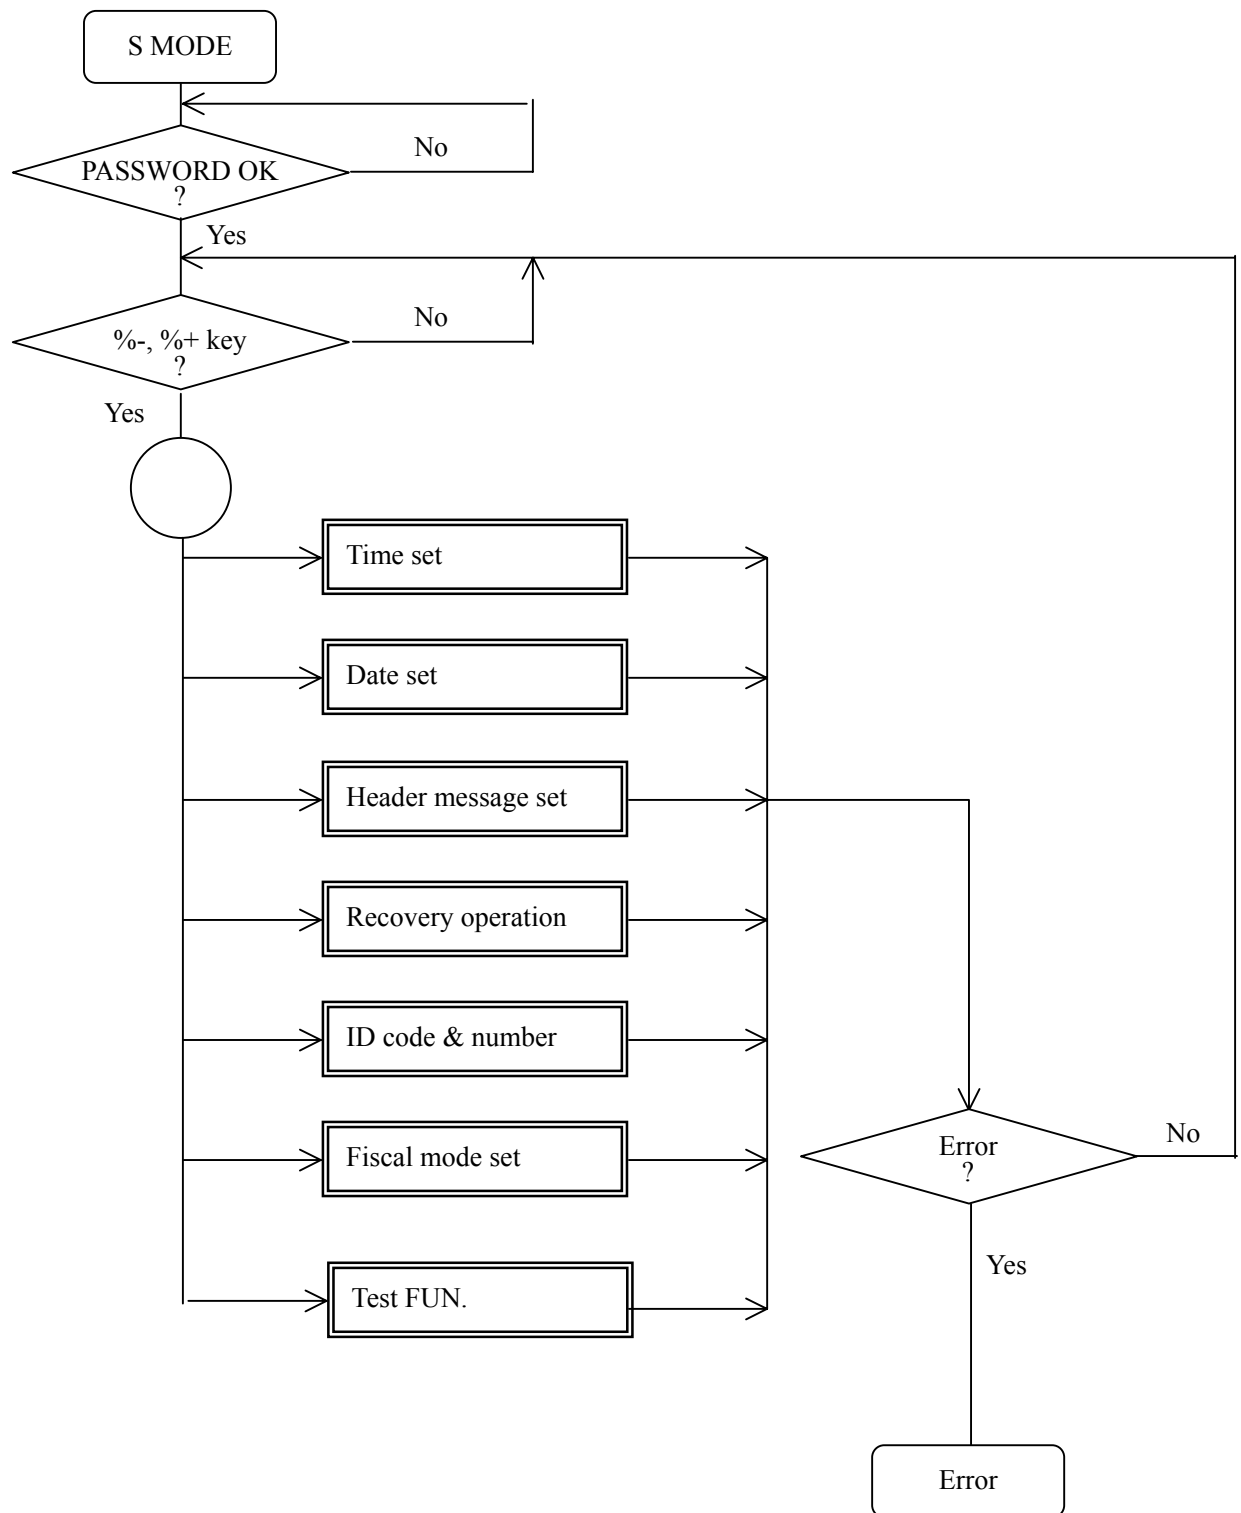 S MODE
No
PASSWORD OK
?
Yes
No
%-, %+ key
?
Yes
Time set
Date set
Header message set
Recovery operation
ID code & number
Fiscal mode set
No
Error
?
Yes
Test FUN.
Error